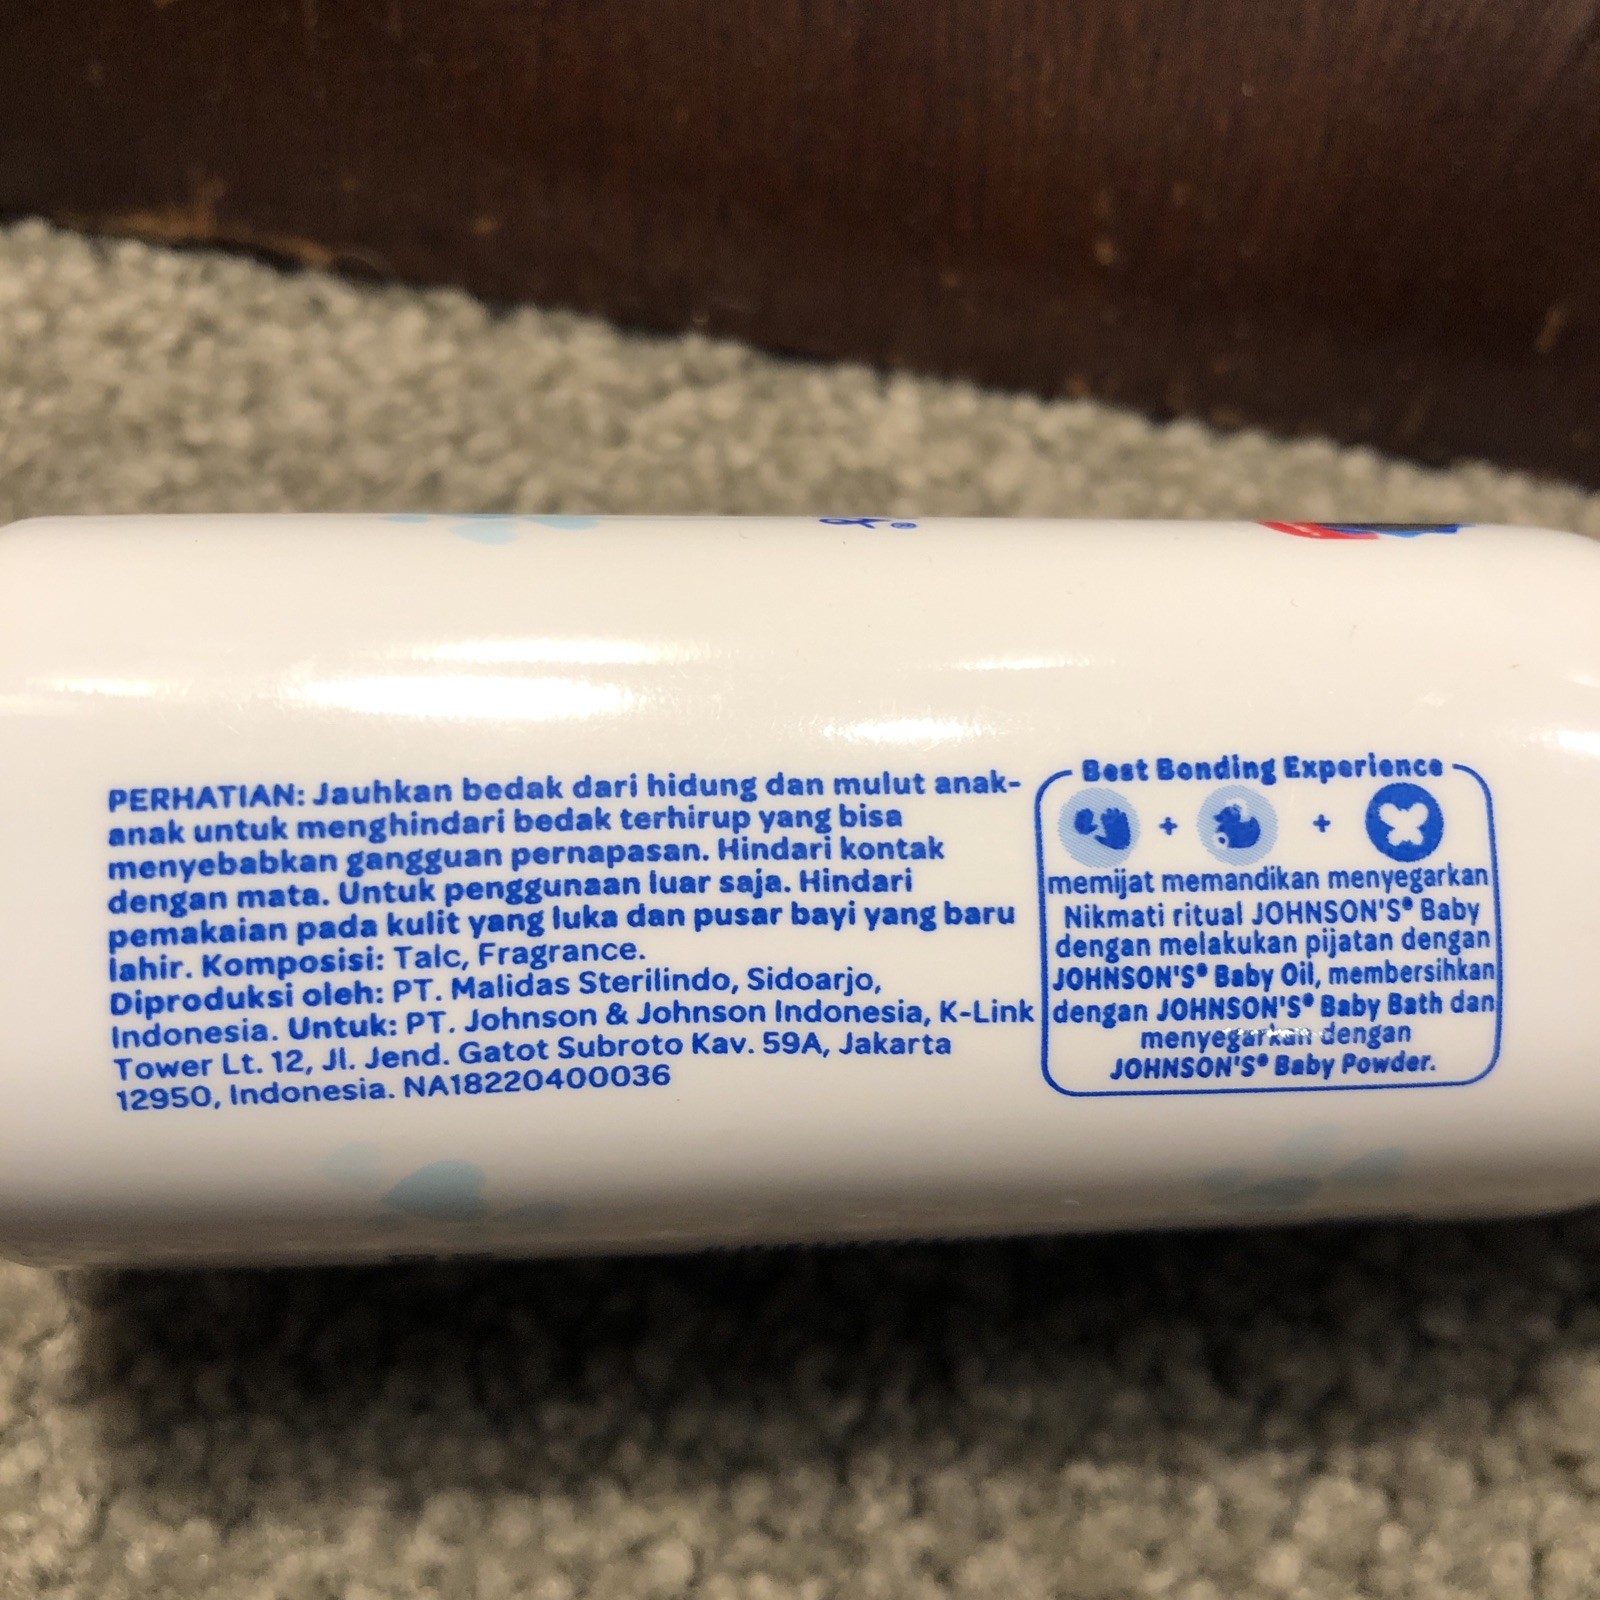 PERHATIAN: Jauhkan bedak dari hidung dan mulut anak-
anak untuk menghindari bedak terhirup yang bisa
menyebabkan gangguan pernapasan. Hindari kontak
dengan mata. Untuk penggunaan luar saja. Hindari
pemakaian pada kulit yang luka dan pusar bayi yang baru
lahir. Komposisi: Talc, Fragrance.
Diproduksi oleh: PT. Malidas Sterilindo, Sidoarjo,
Indonesia. Untuk: PT. Johnson & Johnson Indonesia, K-Link
Tower Lt. 12, Jl. Jend. Gatot Subroto Kav. 59A, Jakarta
12950, Indonesia. NA18220400036
Best Bonding Experience
+ +
memijat memandikan menyegarkan
Nikmati ritual JOHNSON'S® Baby
dengan melakukan pijatan dengan
JOHNSON'S® Baby Oil, membersihkan
dengan JOHNSON'S® Baby Bath dan
menyegarkan dengan
JOHNSON'S® Baby Powder.